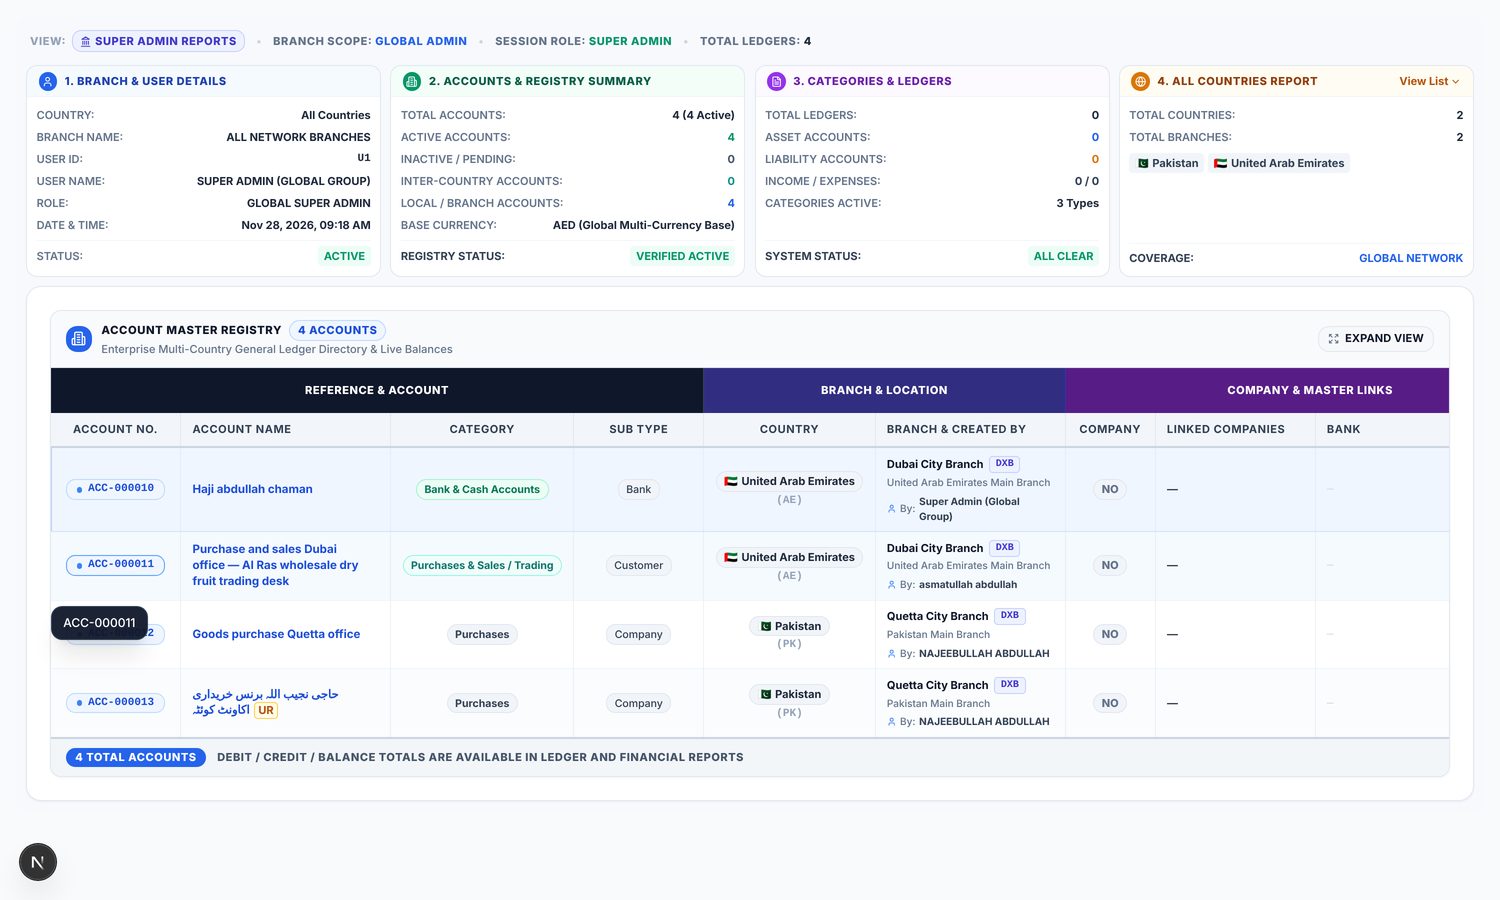 VIEW: SUPER ADMIN REPORTS • BRANCH SCOPE: GLOBAL ADMIN • SESSION ROLE: SUPER ADMIN • TOTAL LEDGERS: 4
1. BRANCH & USER DETAILS
COUNTRY: All Countries
BRANCH NAME: ALL NETWORK BRANCHES
USER ID: U1
USER NAME: SUPER ADMIN (GLOBAL GROUP)
ROLE: GLOBAL SUPER ADMIN
DATE & TIME: Nov 28, 2026, 09:18 AM
STATUS: ACTIVE
2. ACCOUNTS & REGISTRY SUMMARY
TOTAL ACCOUNTS: 4 (4 Active)
ACTIVE ACCOUNTS: 4
INACTIVE / PENDING: 0
INTER-COUNTRY ACCOUNTS: 0
LOCAL / BRANCH ACCOUNTS: 4
BASE CURRENCY: AED (Global Multi-Currency Base)
REGISTRY STATUS: VERIFIED ACTIVE
3. CATEGORIES & LEDGERS
TOTAL LEDGERS: 0
ASSET ACCOUNTS: 0
LIABILITY ACCOUNTS: 0
INCOME / EXPENSES: 0 / 0
CATEGORIES ACTIVE: 3 Types
SYSTEM STATUS: ALL CLEAR
4. ALL COUNTRIES REPORT View List
TOTAL COUNTRIES: 2
TOTAL BRANCHES: 2
Pakistan United Arab Emirates
COVERAGE: GLOBAL NETWORK
ACCOUNT MASTER REGISTRY 4 ACCOUNTS
Enterprise Multi-Country General Ledger Directory & Live Balances
EXPAND VIEW
REFERENCE & ACCOUNT BRANCH & LOCATION COMPANY & MASTER LINKS
ACCOUNT NO. ACCOUNT NAME CATEGORY SUB TYPE COUNTRY BRANCH & CREATED BY COMPANY LINKED COMPANIES BANK
ACC-000010
Haji abdullah chaman
Bank & Cash Accounts
Bank
United Arab Emirates
(AE)
Dubai City Branch DXB
United Arab Emirates Main Branch
By: Super Admin (Global
Group)
NO
—
—
ACC-000011
Purchase and sales Dubai
office — Al Ras wholesale dry
fruit trading desk
Purchases & Sales / Trading
Customer
United Arab Emirates
(AE)
Dubai City Branch DXB
United Arab Emirates Main Branch
By: asmatullah abdullah
NO
—
—
ACC-000011
Goods purchase Quetta office
Purchases
Company
Pakistan
(PK)
Quetta City Branch DXB
Pakistan Main Branch
By: NAJEEBULLAH ABDULLAH
NO
—
—
ACC-000013
حاجی نجیب اللہ برنس خریداری
اکاونٹ کوئٹہ UR
Purchases
Company
Pakistan
(PK)
Quetta City Branch DXB
Pakistan Main Branch
By: NAJEEBULLAH ABDULLAH
NO
—
—
4 TOTAL ACCOUNTS DEBIT / CREDIT / BALANCE TOTALS ARE AVAILABLE IN LEDGER AND FINANCIAL REPORTS
N